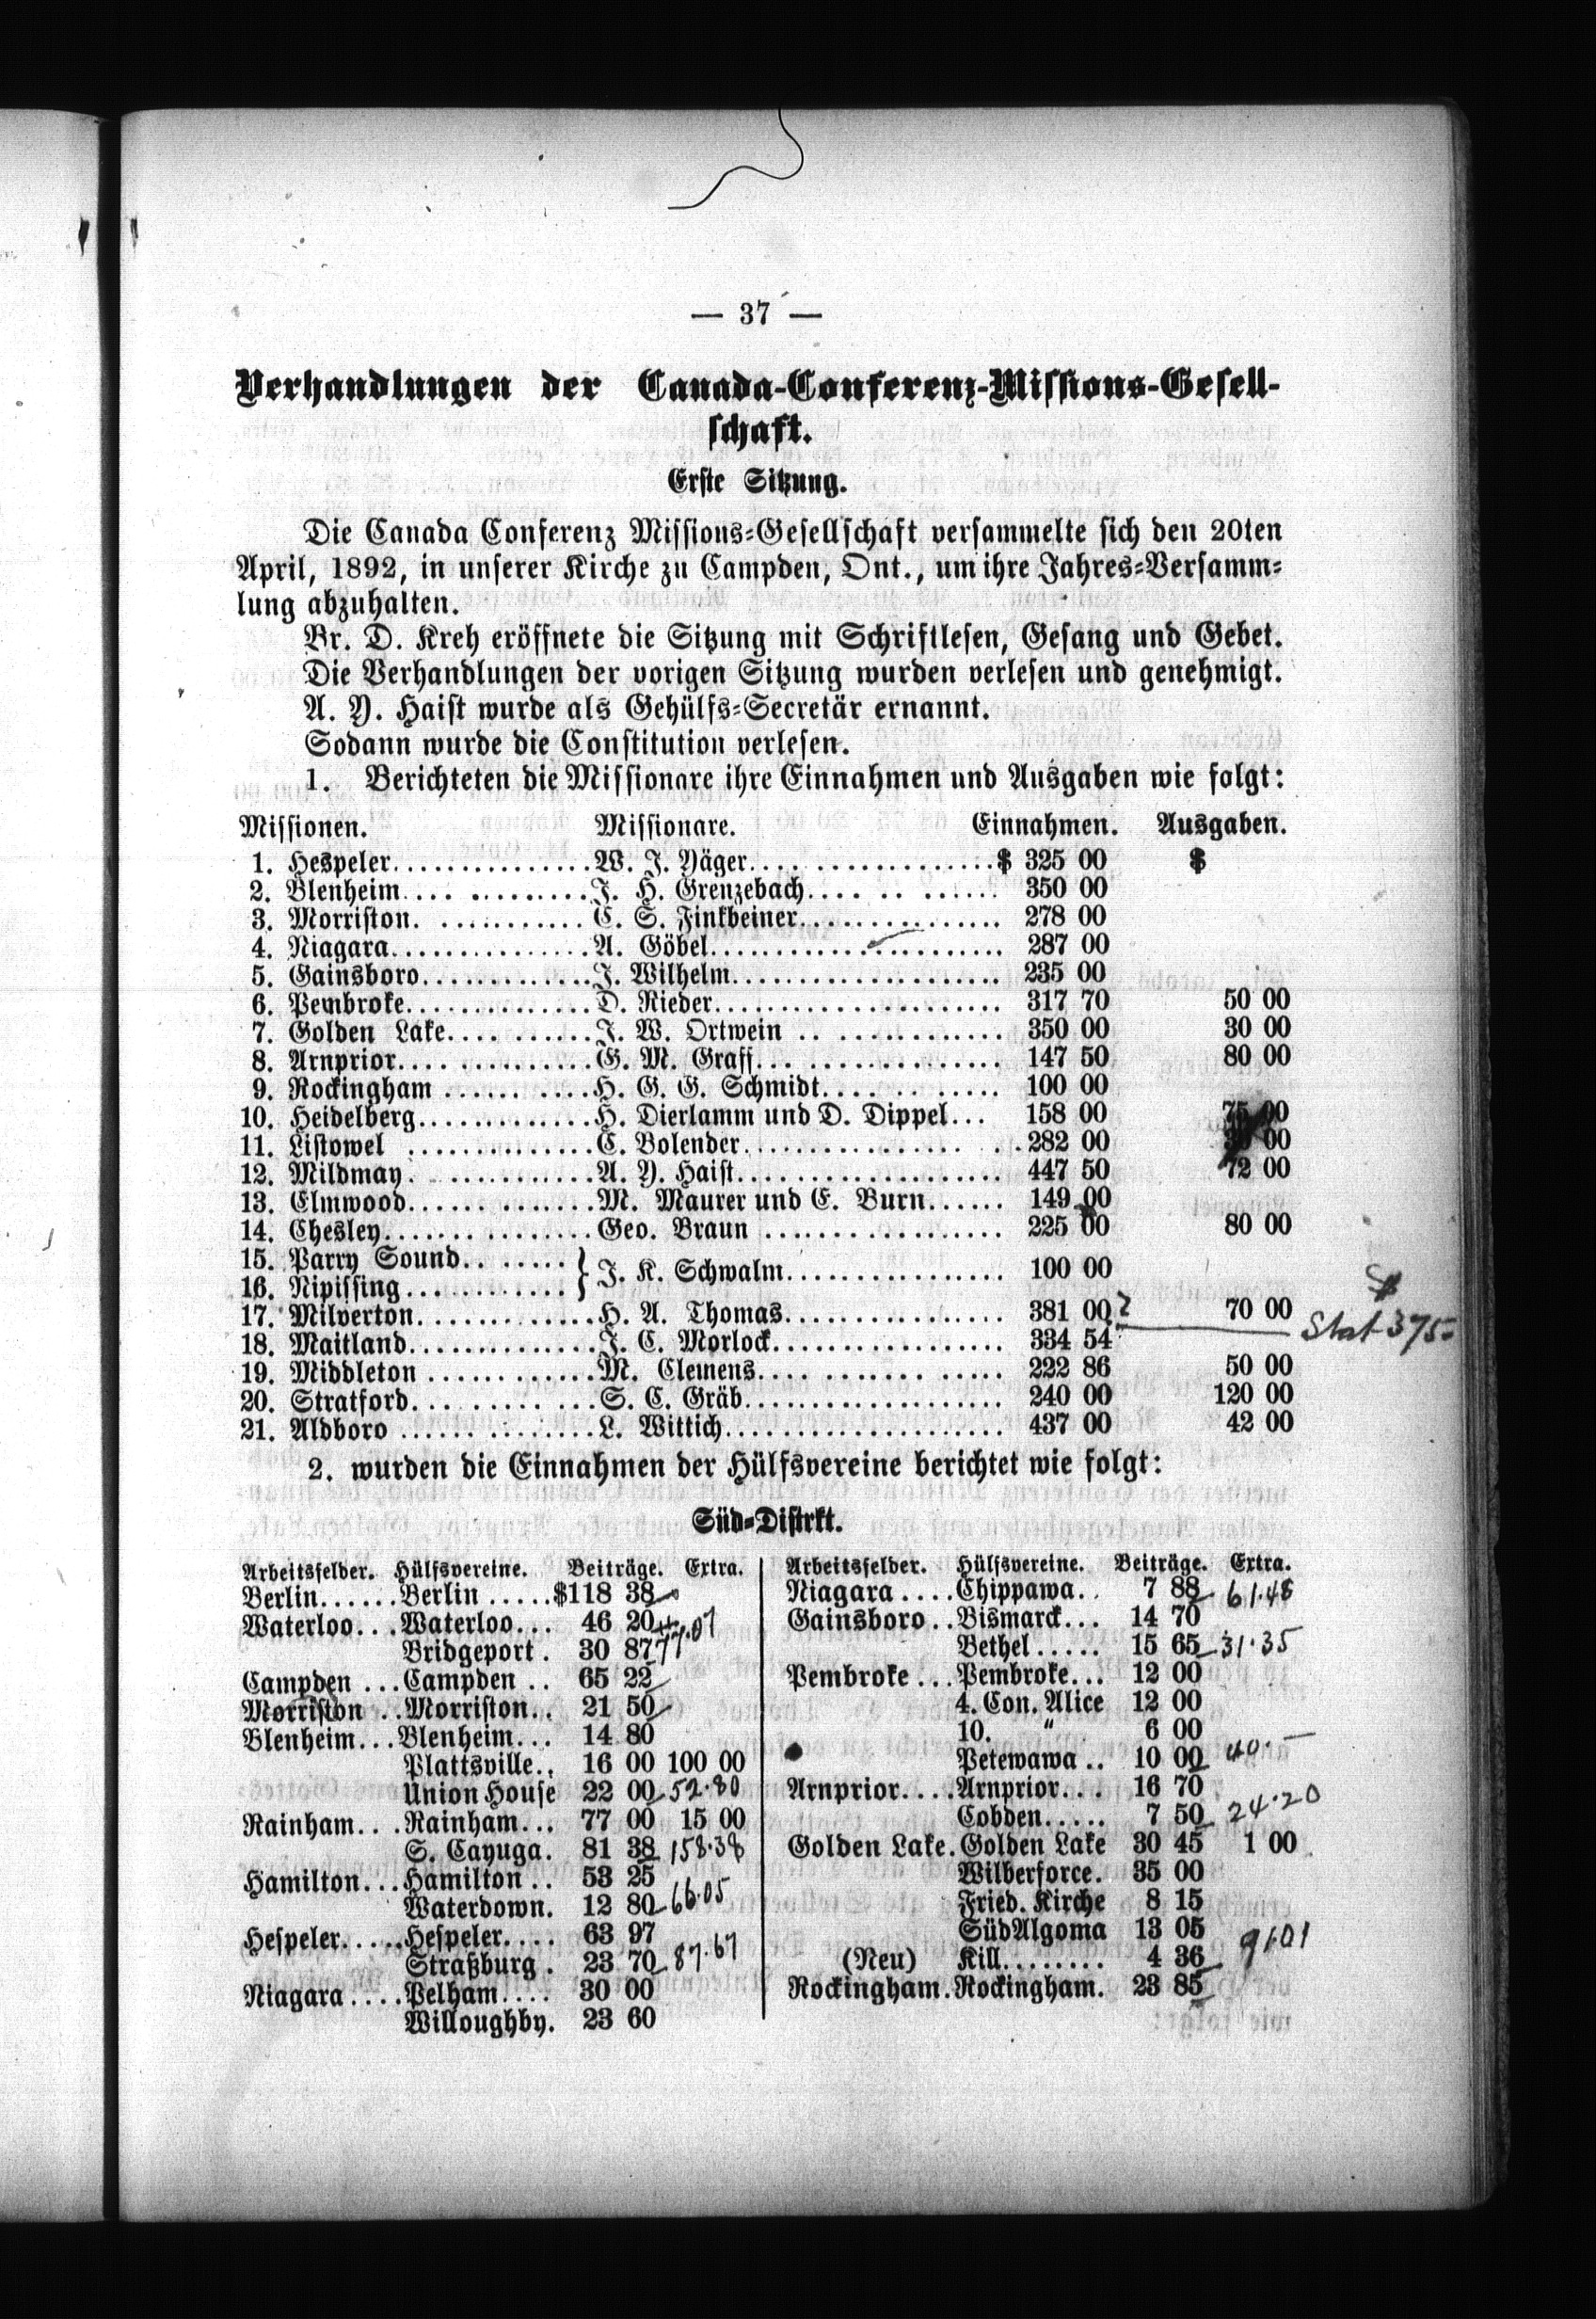 — 37 —
Verhandlungen der Canada-Conferenz-Missions-Gesell-
schaft.
Erste Sitzung.
Die Canada Conferenz Missions-Gesellschaft versammelte sich den 20ten
April, 1892, in unserer Kirche zu Campden, Ont., um ihre Jahres-Versamm-
lung abzuhalten.
Br. D. Kreh eröffnete die Sitzung mit Schriftlesen, Gesang und Gebet.
Die Verhandlungen der vorigen Sitzung wurden verlesen und genehmigt.
A. Y. Haist wurde als Gehülfs-Secretär ernannt.
Sodann wurde die Constitution verlesen.
1. Berichteten die Missionare ihre Einnahmen und Ausgaben wie folgt:
Missionen. Missionare. Einnahmen. Ausgaben.
1. Hespeler...............W. J. Yäger...................$ 325 00 $
2. Blenheim.... .........J. H. Grenzebach.... .. ...... 350 00
3. Morriston. ...........C. S. Finkbeiner................ 278 00
4. Niagara...............A. Göbel....................... 287 00
5. Gainsboro.............J. Wilhelm..................... 235 00
6. Pembroke..............D. Rieder...................... 317 70 50 00
7. Golden Lake...........J. W. Ortwein .. .............. 350 00 30 00
8. Arnprior.... .........G. M. Graff... ................ 147 50 80 00
9. Rockingham ...........H. G. G. Schmidt............... 100 00
10. Heidelberg.............H. Dierlamm und D. Dippel... 158 00 75 00
11. Listowel ..............C. Bolender................ ... 282 00 00
12. Mildmay. .............A. Y. Haist..................... 447 50 72 00
13. Elmwood..............M. Maurer und E. Burn...... 149 00
14. Chesley................Geo. Braun .................. 225 00 80 00
15. Parry Sound........ }
16. Nipissing............ } J. K. Schwalm................ 100 00
17. Milverton.............H. A. Thomas................ 381 00 ? 70 00 Stat 375-
18. Maitland..............J. C. Morlock................. 334 54
19. Middleton ............M. Clemens................... 222 86 50 00
20. Stratford..............S. C. Gräb.................... 240 00 120 00
21. Aldboro ...............L. Wittich..................... 437 00 42 00
2. wurden die Einnahmen der Hülfsvereine berichtet wie folgt:
Süd-Distrkt.
Arbeitsfelder. Hülfsvereine. Beiträge. Extra.
Berlin......Berlin .....$118 38
Waterloo...Waterloo... 46 20
Bridgeport. 30 87 77.07
Campden ...Campden .. 65 22
Morriston ..Morriston.. 21 50
Blenheim...Blenheim... 14 80
Plattsville.. 16 00 100 00
Union House 22 00 52.80
Rainham...Rainham... 77 00 15 00
S. Cayuga. 81 38 158.38
Hamilton...Hamilton.. 53 25
Waterdown. 12 80 66.05
Hespeler.....Hespeler.... 63 97
Straßburg. 23 70 87.67
Niagara....Pelham.... 30 00
Willoughby. 23 60
Arbeitsfelder. Hülfsvereine. Beiträge. Extra.
Niagara....Chippawa.. 7 88 61.48
Gainsboro..Bismarck... 14 70
Bethel..... 15 65 31.35
Pembroke...Pembroke... 12 00
4. Con. Alice 12 00
10. " 6 00
Petewawa.. 10 00 40.—
Arnprior....Arnprior... 16 70
Cobden..... 7 50 24.20
Golden Lake.Golden Lake 30 45 1 00
Wilberforce. 35 00
Fried. Kirche 8 15
SüdAlgoma 13 05
(Neu) Kill........ 4 36 91.01
Rockingham.Rockingham. 23 85